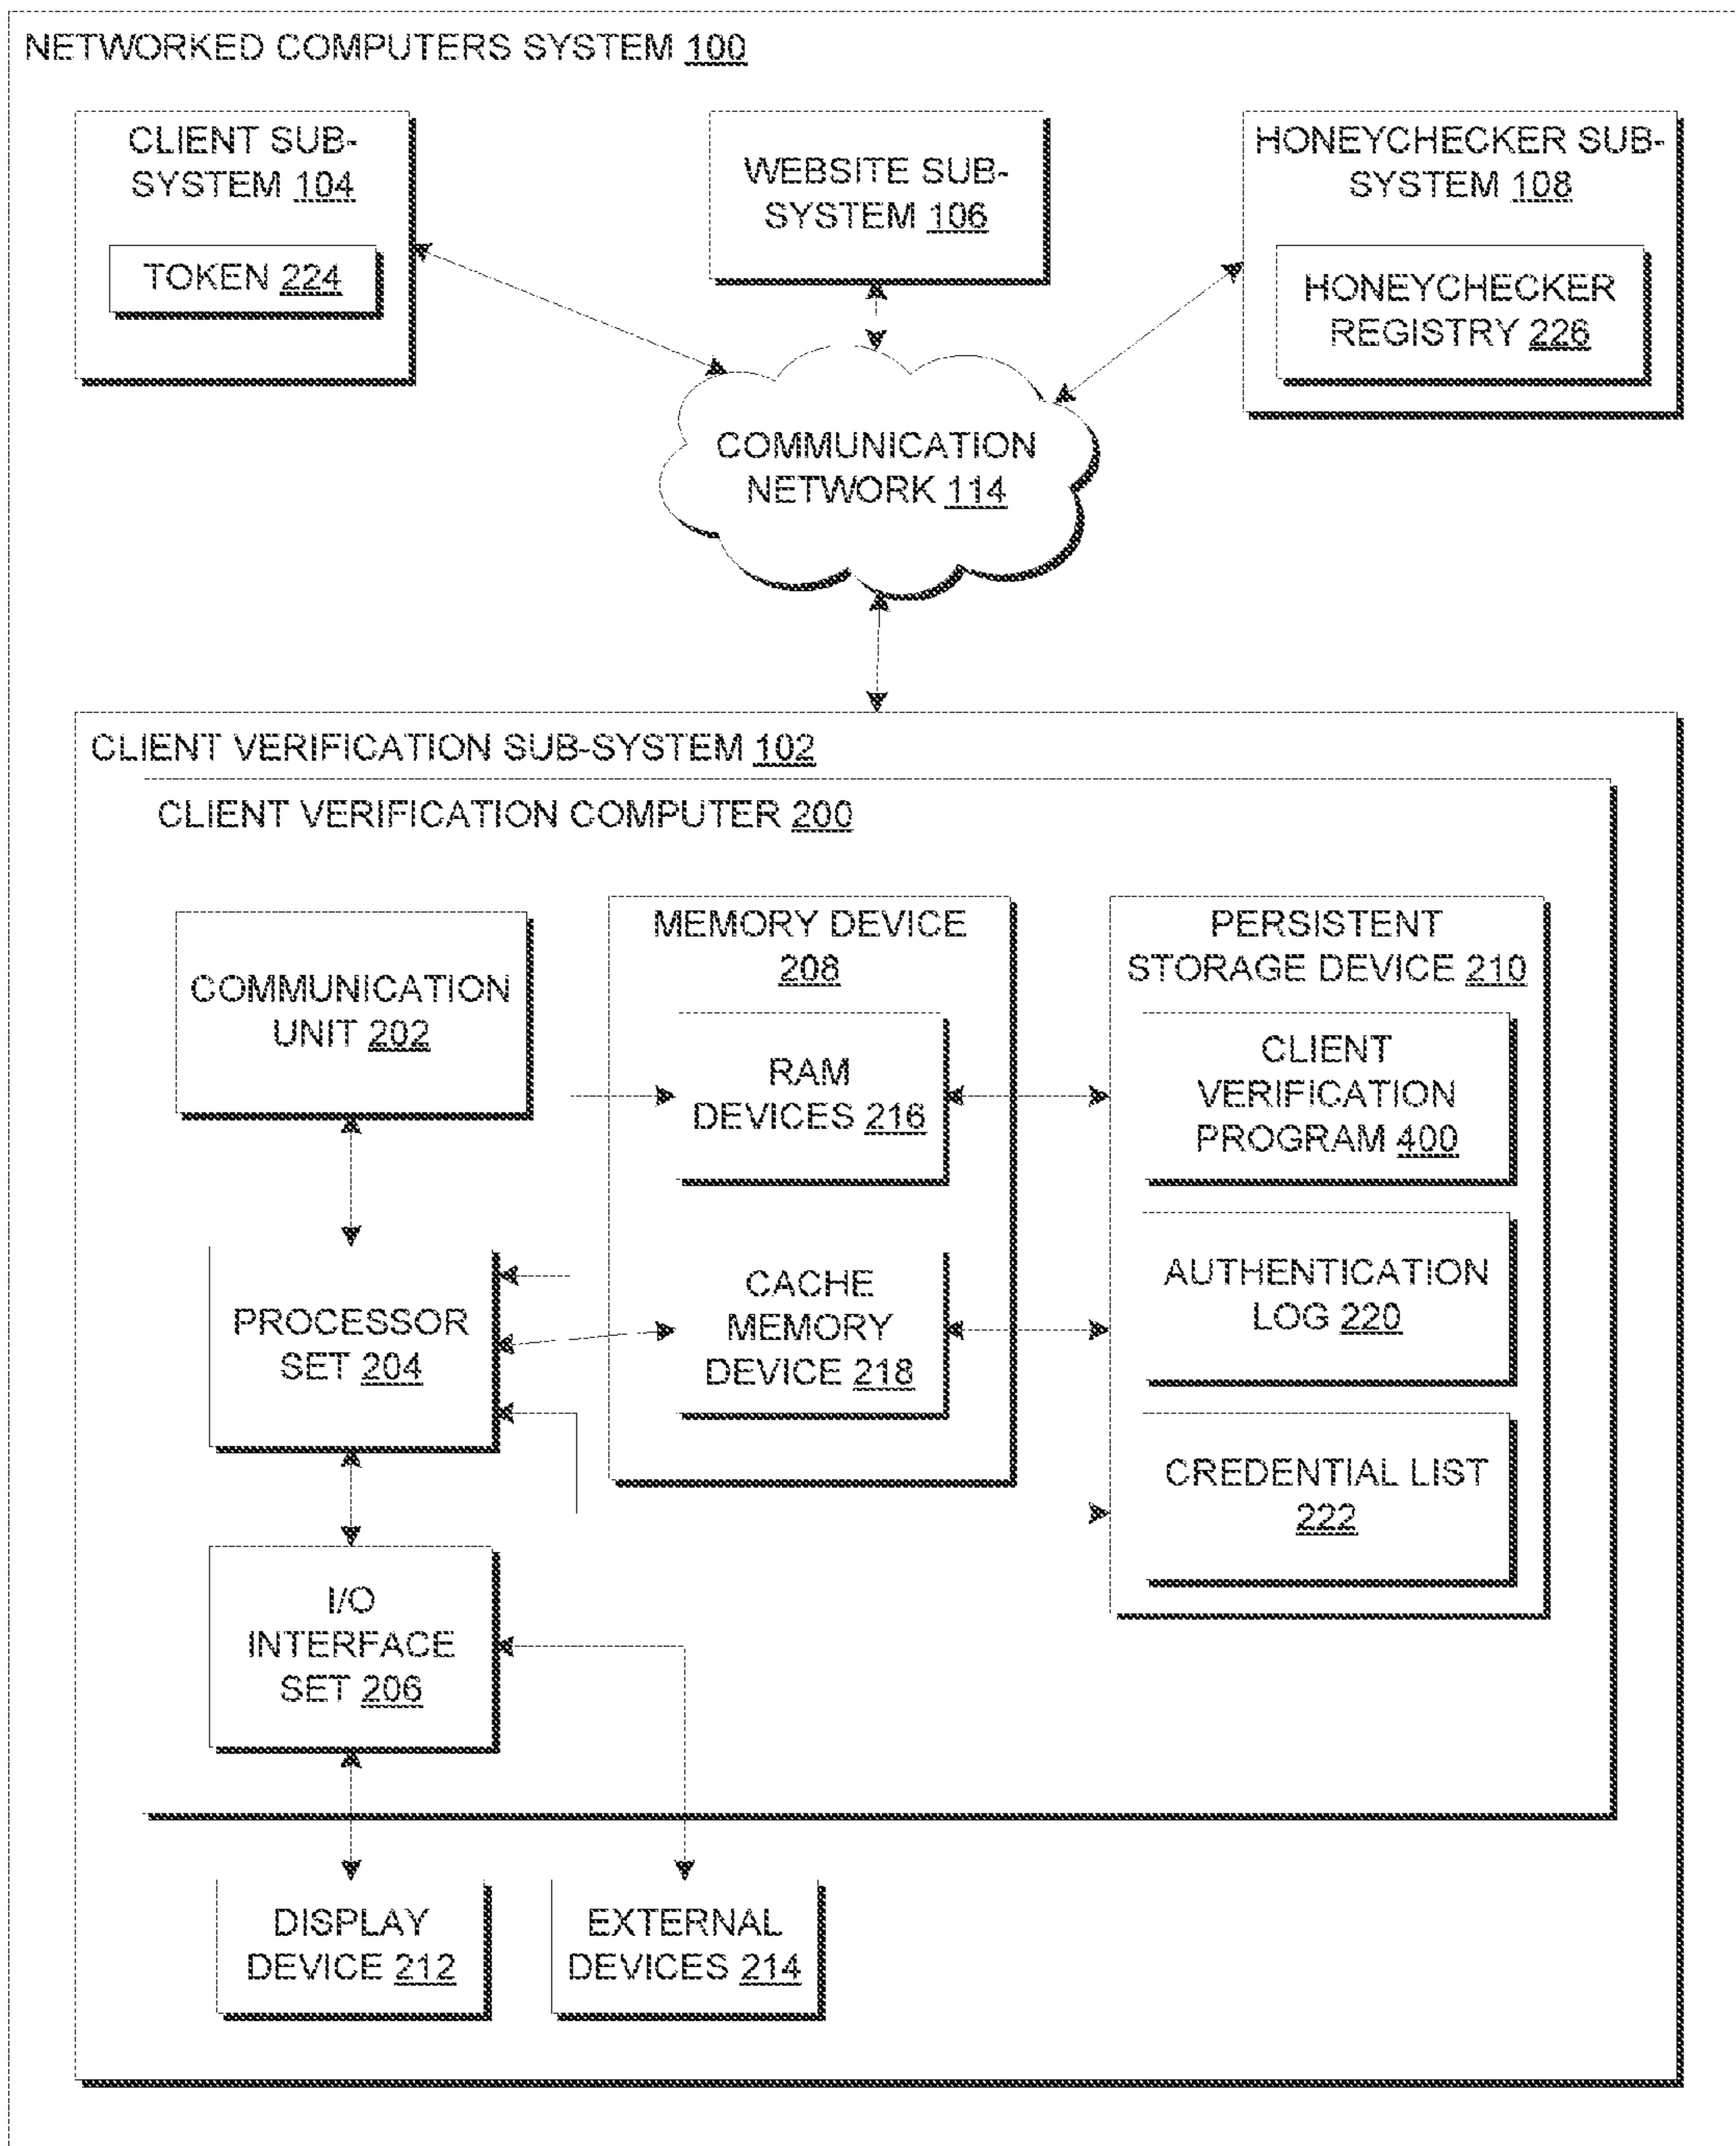 NETWORKED COMPUTERS SYSTEM 100
CLIENT SUB-
SYSTEM 104
TOKEN 224
WEBSITE SUB-
SYSTEM 106
HONEYCHECKER SUB-
SYSTEM 108
HONEYCHECKER
REGISTRY 226
COMMUNICATION
NETWORK 114
CLIENT VERIFICATION SUB-SYSTEM 102
CLIENT VERIFICATION COMPUTER 200
COMMUNICATION
UNIT 202
MEMORY DEVICE
208
RAM
DEVICES 216
CACHE
MEMORY
DEVICE 218
PERSISTENT
STORAGE DEVICE 210
CLIENT
VERIFICATION
PROGRAM 400
AUTHENTICATION
LOG 220
CREDENTIAL LIST
222
PROCESSOR
SET 204
I/O
INTERFACE
SET 206
DISPLAY
DEVICE 212
EXTERNAL
DEVICES 214